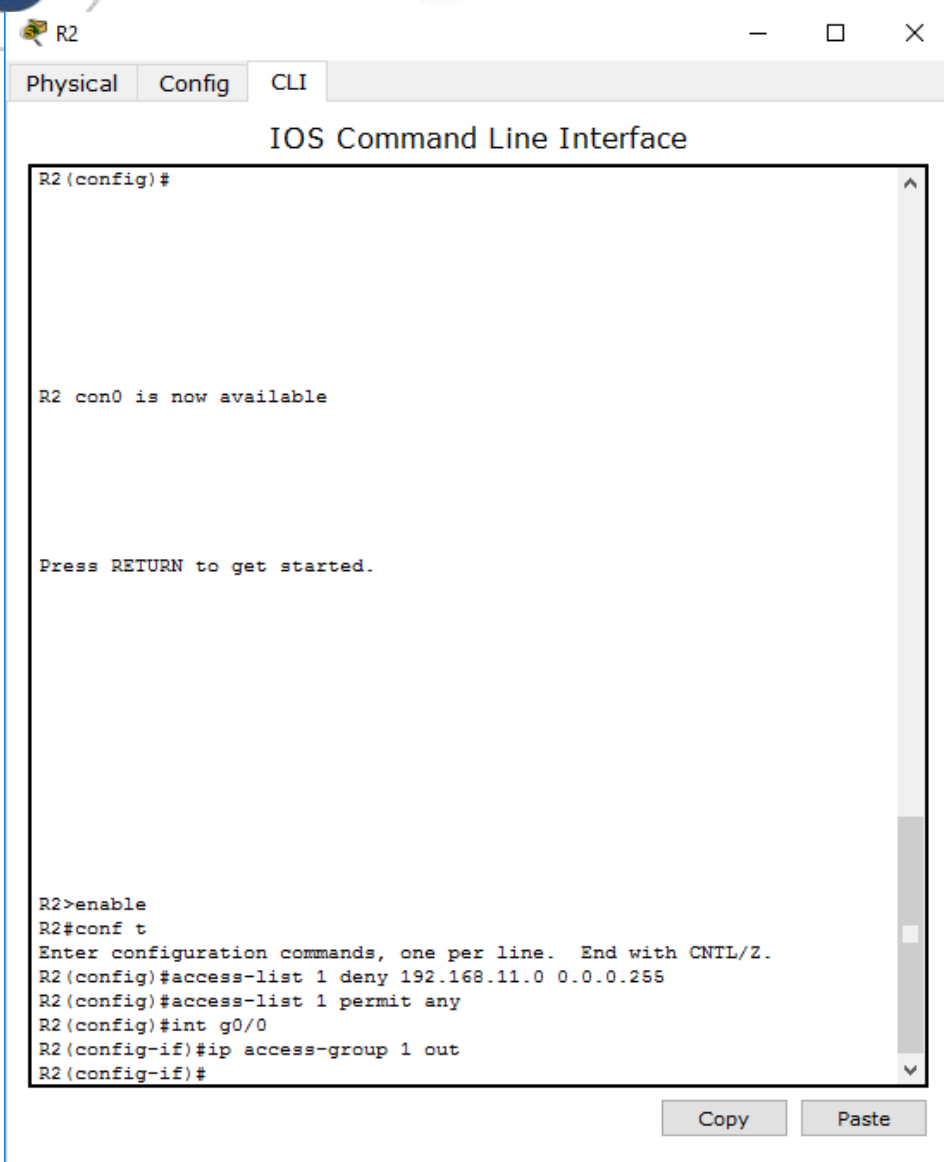 R2
Physical Config CLI
IOS Command Line Interface
R2(config)#
R2 con0 is now available
Press RETURN to get started.
R2>enable
R2#conf t
Enter configuration commands, one per line.  End with CNTL/Z.
R2(config)#access-list 1 deny 192.168.11.0 0.0.0.255
R2(config)#access-list 1 permit any
R2(config)#int g0/0
R2(config-if)#ip access-group 1 out
R2(config-if)#
Copy Paste